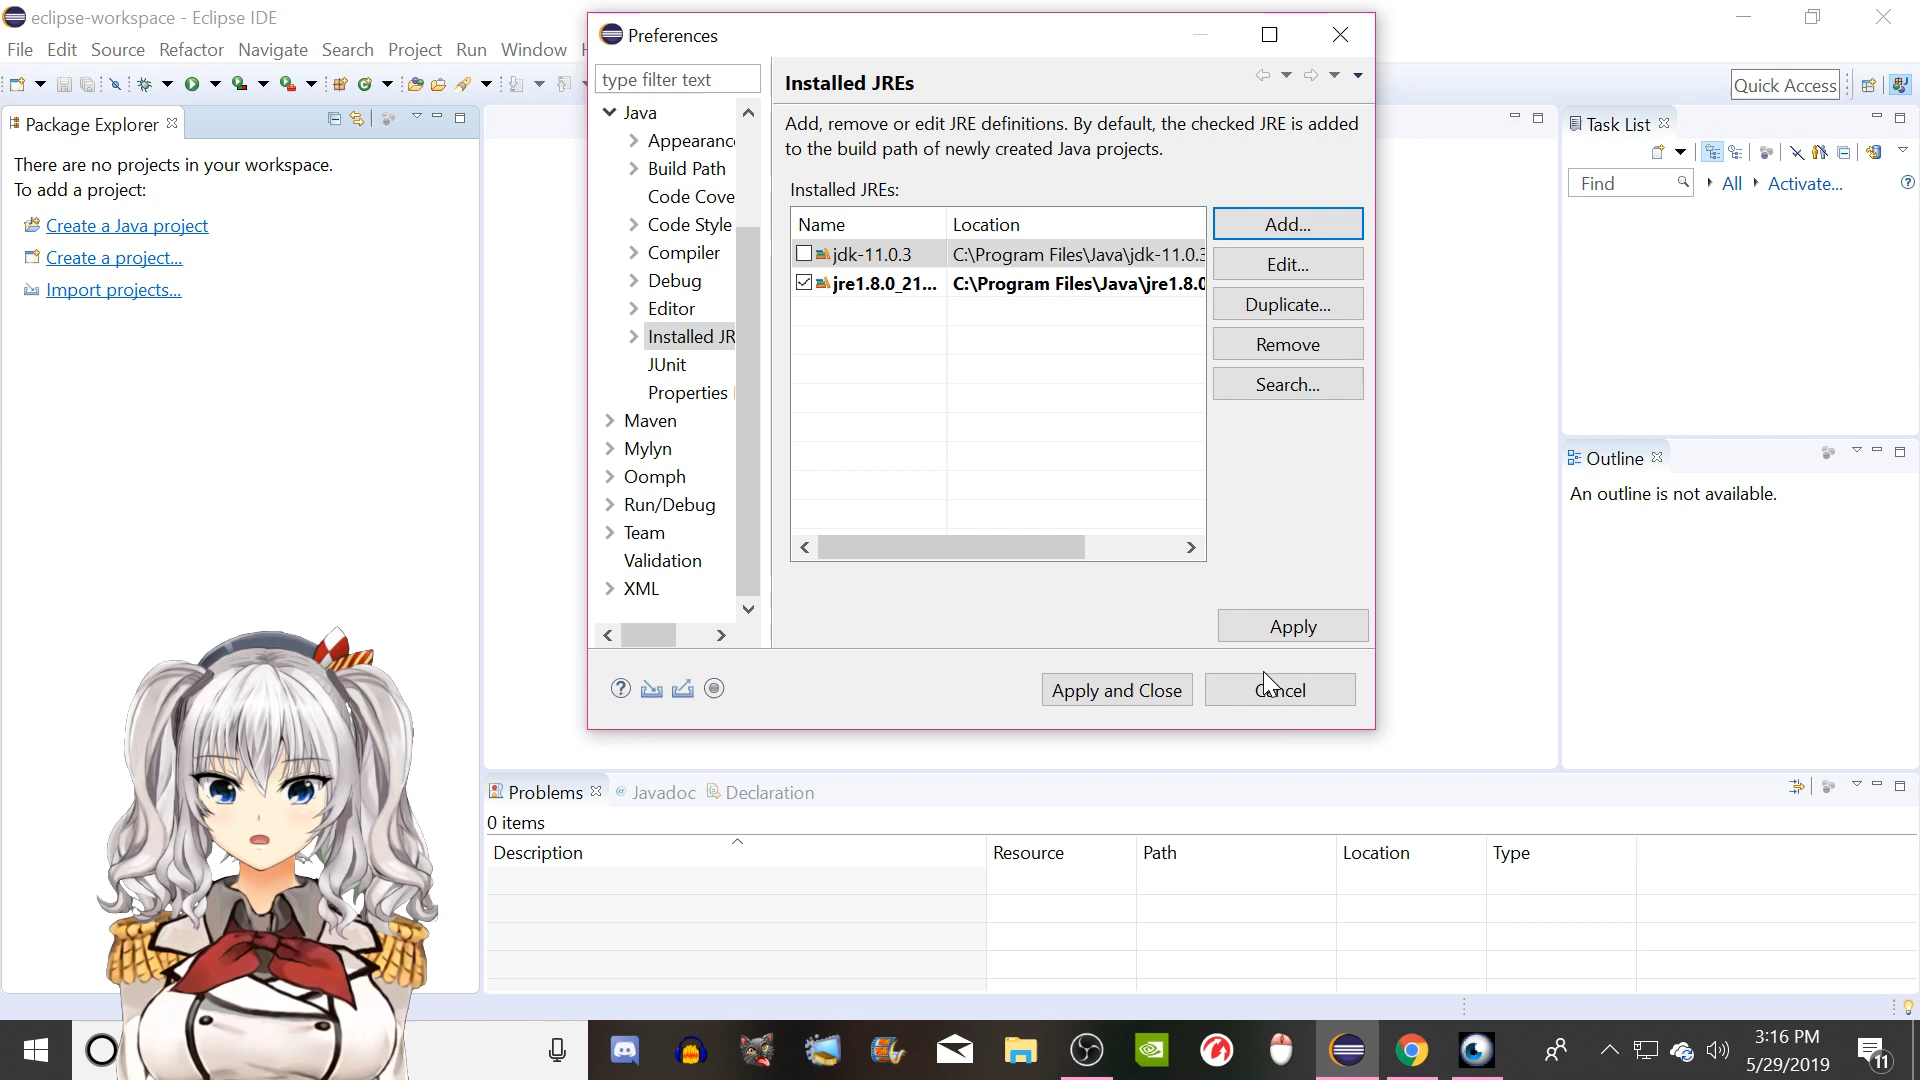 eclipse-workspace - Eclipse IDE
File Edit Source Refactor Navigate Search Project Run Window
Quick Access
Package Explorer
There are no projects in your workspace.
To add a project:
Create a Java project
Create a project...
Import projects...
Preferences
type filter text
Java
Appearanc
Build Path
Code Cove
Code Style
Compiler
Debug
Editor
Installed JR
JUnit
Properties
Maven
Mylyn
Oomph
Run/Debug
Team
Validation
XML
Installed JREs
Add, remove or edit JRE definitions. By default, the checked JRE is added
to the build path of newly created Java projects.
Installed JREs:
Name Location
jdk-11.0.3 C:\Program Files\Java\jdk-11.0.3
jre1.8.0_21... C:\Program Files\Java\jre1.8.0
Add...
Edit...
Duplicate...
Remove
Search...
Apply
Apply and Close
Cancel
Task List
Find
All
Activate...
Outline
An outline is not available.
Problems
Javadoc
Declaration
0 items
Description Resource Path Location Type
3:16 PM
5/29/2019
11